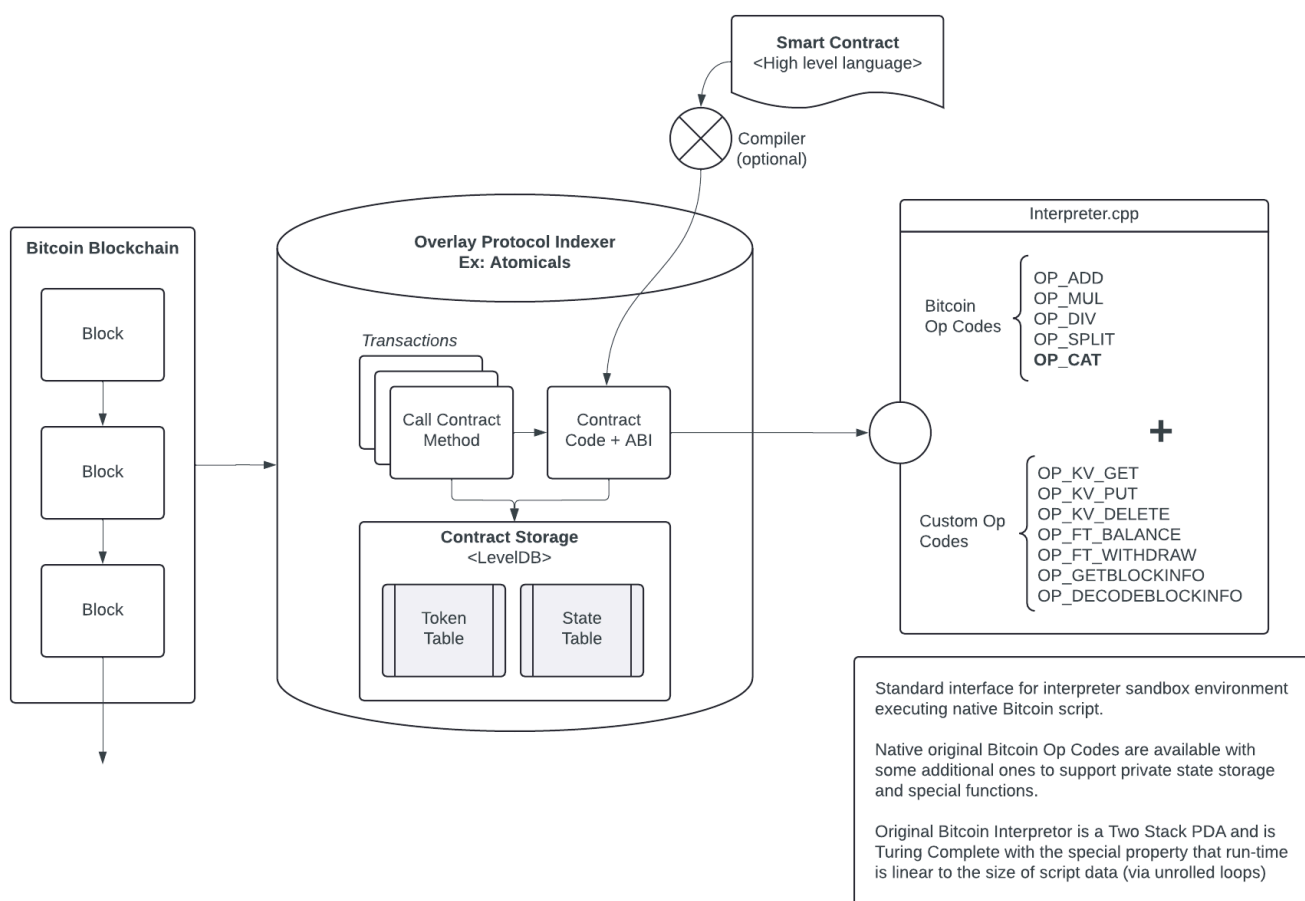 Smart Contract
<High level language>
Compiler
(optional)
Bitcoin Blockchain
Block
Block
Block
Overlay Protocol Indexer
Ex: Atomicals
Transactions
Call Contract
Method
Contract
Code + ABI
Contract Storage
<LevelDB>
Token
Table
State
Table
Interpreter.cpp
Bitcoin
Op Codes
OP_ADD
OP_MUL
OP_DIV
OP_SPLIT
OP_CAT
+
Custom Op
Codes
OP_KV_GET
OP_KV_PUT
OP_KV_DELETE
OP_FT_BALANCE
OP_FT_WITHDRAW
OP_GETBLOCKINFO
OP_DECODEBLOCKINFO
Standard interface for interpreter sandbox environment
executing native Bitcoin script.
Native original Bitcoin Op Codes are available with
some additional ones to support private state storage
and special functions.
Original Bitcoin Interpretor is a Two Stack PDA and is
Turing Complete with the special property that run-time
is linear to the size of script data (via unrolled loops)